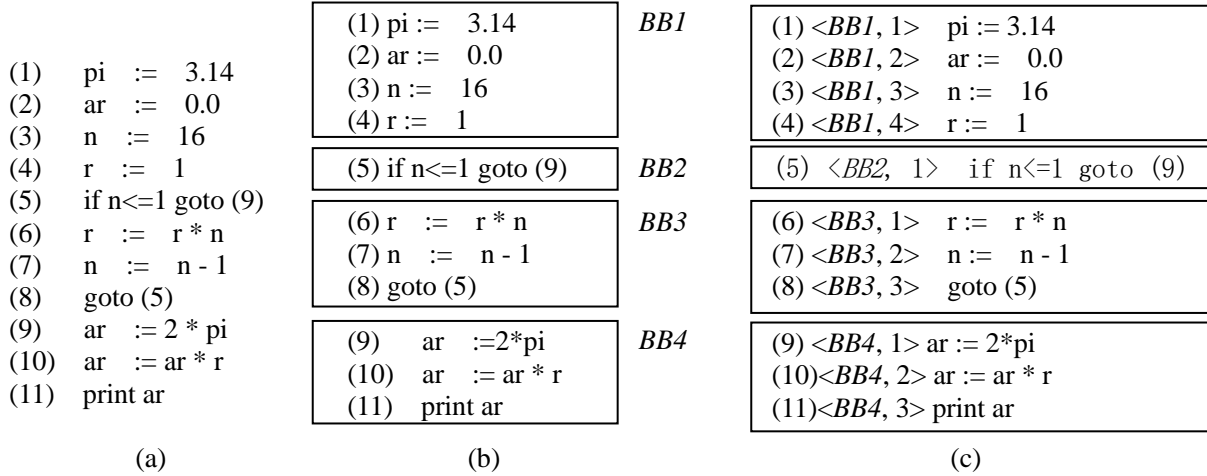 (1) pi := 3.14
(2) ar := 0.0
(3) n := 16
(4) r := 1
(5) if n<=1 goto (9)
(6) r := r * n
(7) n := n - 1
(8) goto (5)
(9) ar := 2 * pi
(10) ar := ar * r
(11) print ar
(a)
(1) pi := 3.14
(2) ar := 0.0
(3) n := 16
(4) r := 1
BB1
(5) if n<=1 goto (9)
BB2
(6) r := r * n
(7) n := n - 1
(8) goto (5)
BB3
(9) ar :=2*pi
(10) ar := ar * r
(11) print ar
BB4
(b)
(1) <BB1, 1> pi := 3.14
(2) <BB1, 2> ar := 0.0
(3) <BB1, 3> n := 16
(4) <BB1, 4> r := 1
(5) <BB2, 1> if n<=1 goto (9)
(6) <BB3, 1> r := r * n
(7) <BB3, 2> n := n - 1
(8) <BB3, 3> goto (5)
(9) <BB4, 1> ar := 2*pi
(10)<BB4, 2> ar := ar * r
(11)<BB4, 3> print ar
(c)